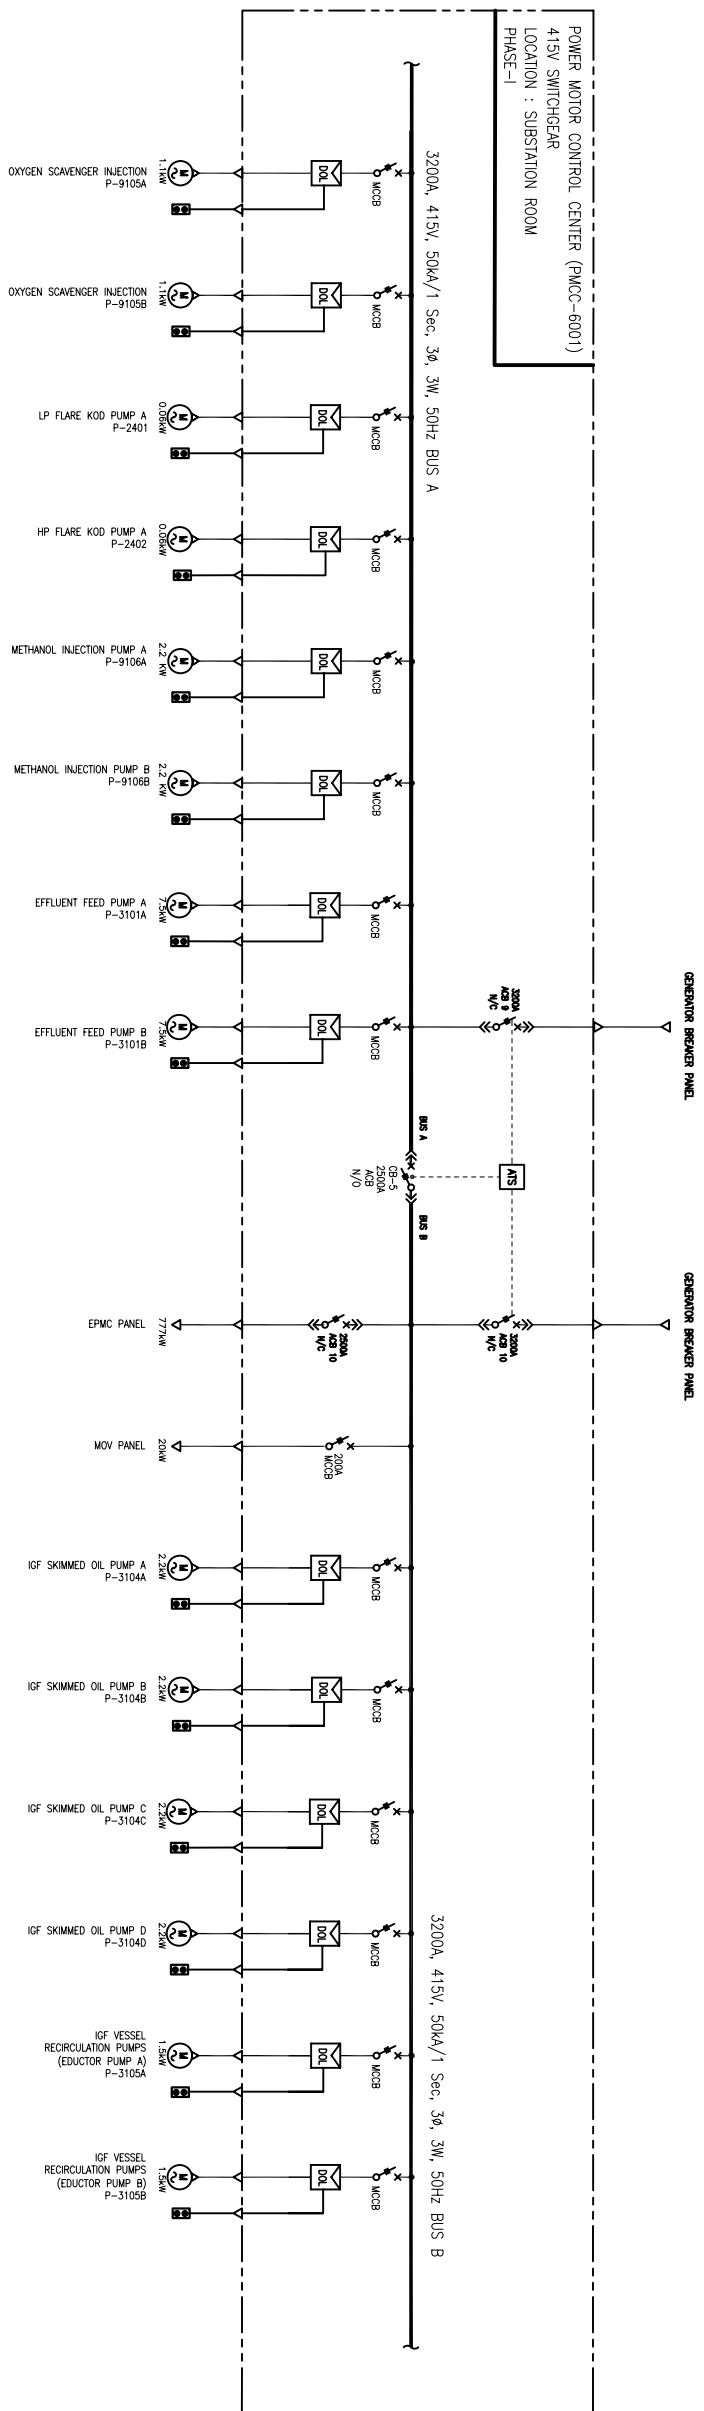 POWER MOTOR CONTROL CENTER (PMCC-6001)
415V SWITCHGEAR
LOCATION : SUBSTATION ROOM
PHASE-I
GENERATOR BREAKER PANEL
GENERATOR BREAKER PANEL
3200A
ACB 9
N/C
ATS
3200A
ACB 10
N/C
3200A, 415V, 50kA/1 Sec, 3Ø, 3W, 50Hz BUS A
BUS A
CB-5
2500A
ACB
N/O
BUS B
3200A, 415V, 50kA/1 Sec, 3Ø, 3W, 50Hz BUS B
MCCB
DOL
M
1.1kW
OXYGEN SCAVENGER INJECTION
P-9105A
MCCB
DOL
M
1.1kW
OXYGEN SCAVENGER INJECTION
P-9105B
MCCB
DOL
M
0.06kW
LP FLARE KOD PUMP A
P-2401
MCCB
DOL
M
0.06kW
HP FLARE KOD PUMP A
P-2402
MCCB
DOL
M
2.2 KW
METHANOL INJECTION PUMP A
P-9106A
MCCB
DOL
M
2.2 KW
METHANOL INJECTION PUMP B
P-9106B
MCCB
DOL
M
7.5kW
EFFLUENT FEED PUMP A
P-3101A
MCCB
DOL
M
7.5kW
EFFLUENT FEED PUMP B
P-3101B
2500A
ACB 10
N/C
777kW
EPMC PANEL
200A
MCCB
20kW
MOV PANEL
MCCB
DOL
M
2.2kW
IGF SKIMMED OIL PUMP A
P-3104A
MCCB
DOL
M
2.2kW
IGF SKIMMED OIL PUMP B
P-3104B
MCCB
DOL
M
2.2kW
IGF SKIMMED OIL PUMP C
P-3104C
MCCB
DOL
M
2.2kW
IGF SKIMMED OIL PUMP D
P-3104D
MCCB
DOL
M
1.5kW
IGF VESSEL
RECIRCULATION PUMPS
(EDUCTOR PUMP A)
P-3105A
MCCB
DOL
M
1.5kW
IGF VESSEL
RECIRCULATION PUMPS
(EDUCTOR PUMP B)
P-3105B